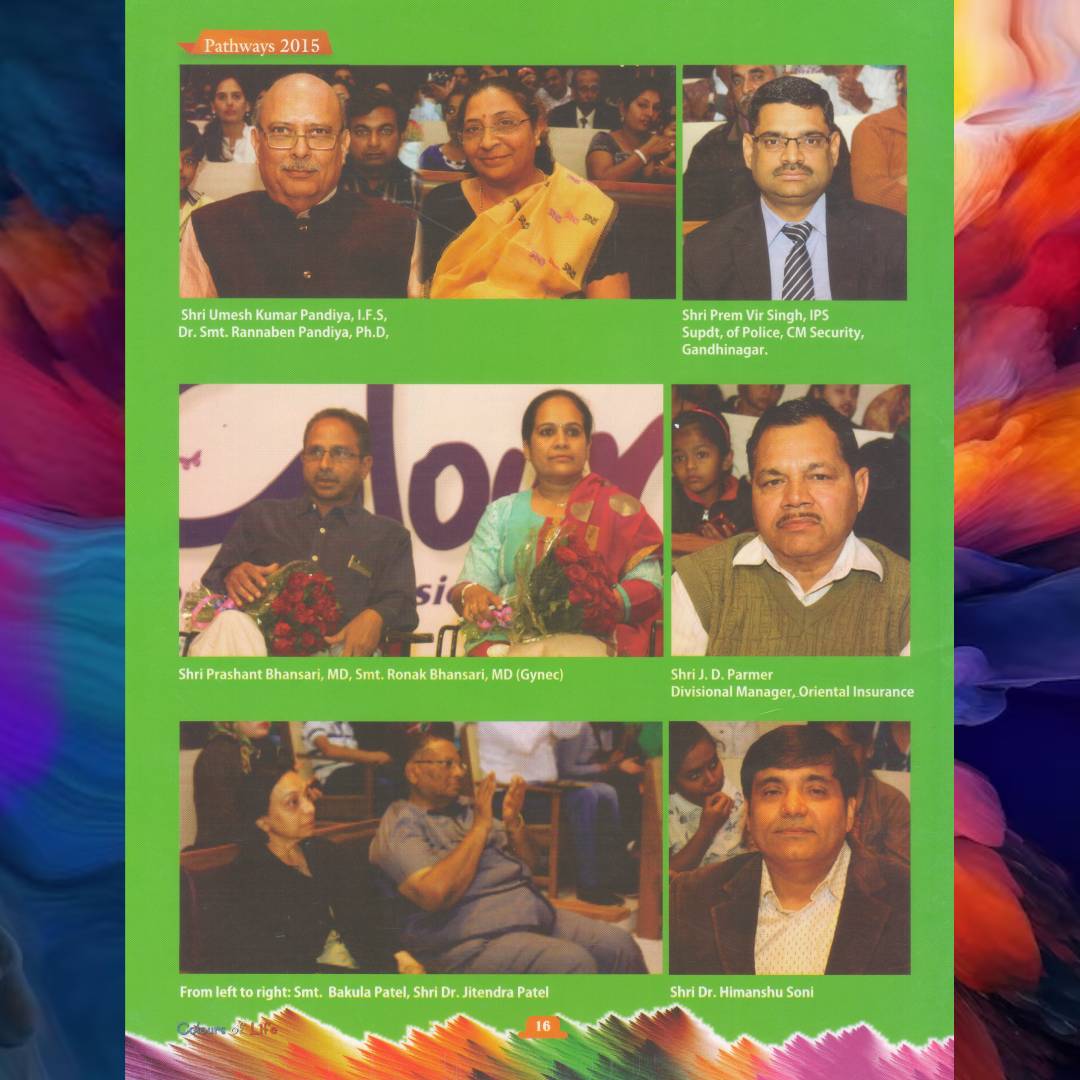 Pathways 2015
Shri Umesh Kumar Pandiya, I.F.S,
Dr. Smt. Rannaben Pandiya, Ph.D,
Shri Prem Vir Singh, IPS
Supdt, of Police, CM Security,
Gandhinagar.
Shri Prashant Bhansari, MD, Smt. Ronak Bhansari, MD (Gynec)
Shri J. D. Parmer
Divisional Manager, Oriental Insurance
From left to right: Smt. Bakula Patel, Shri Dr. Jitendra Patel
Shri Dr. Himanshu Soni
Colours of Life
16